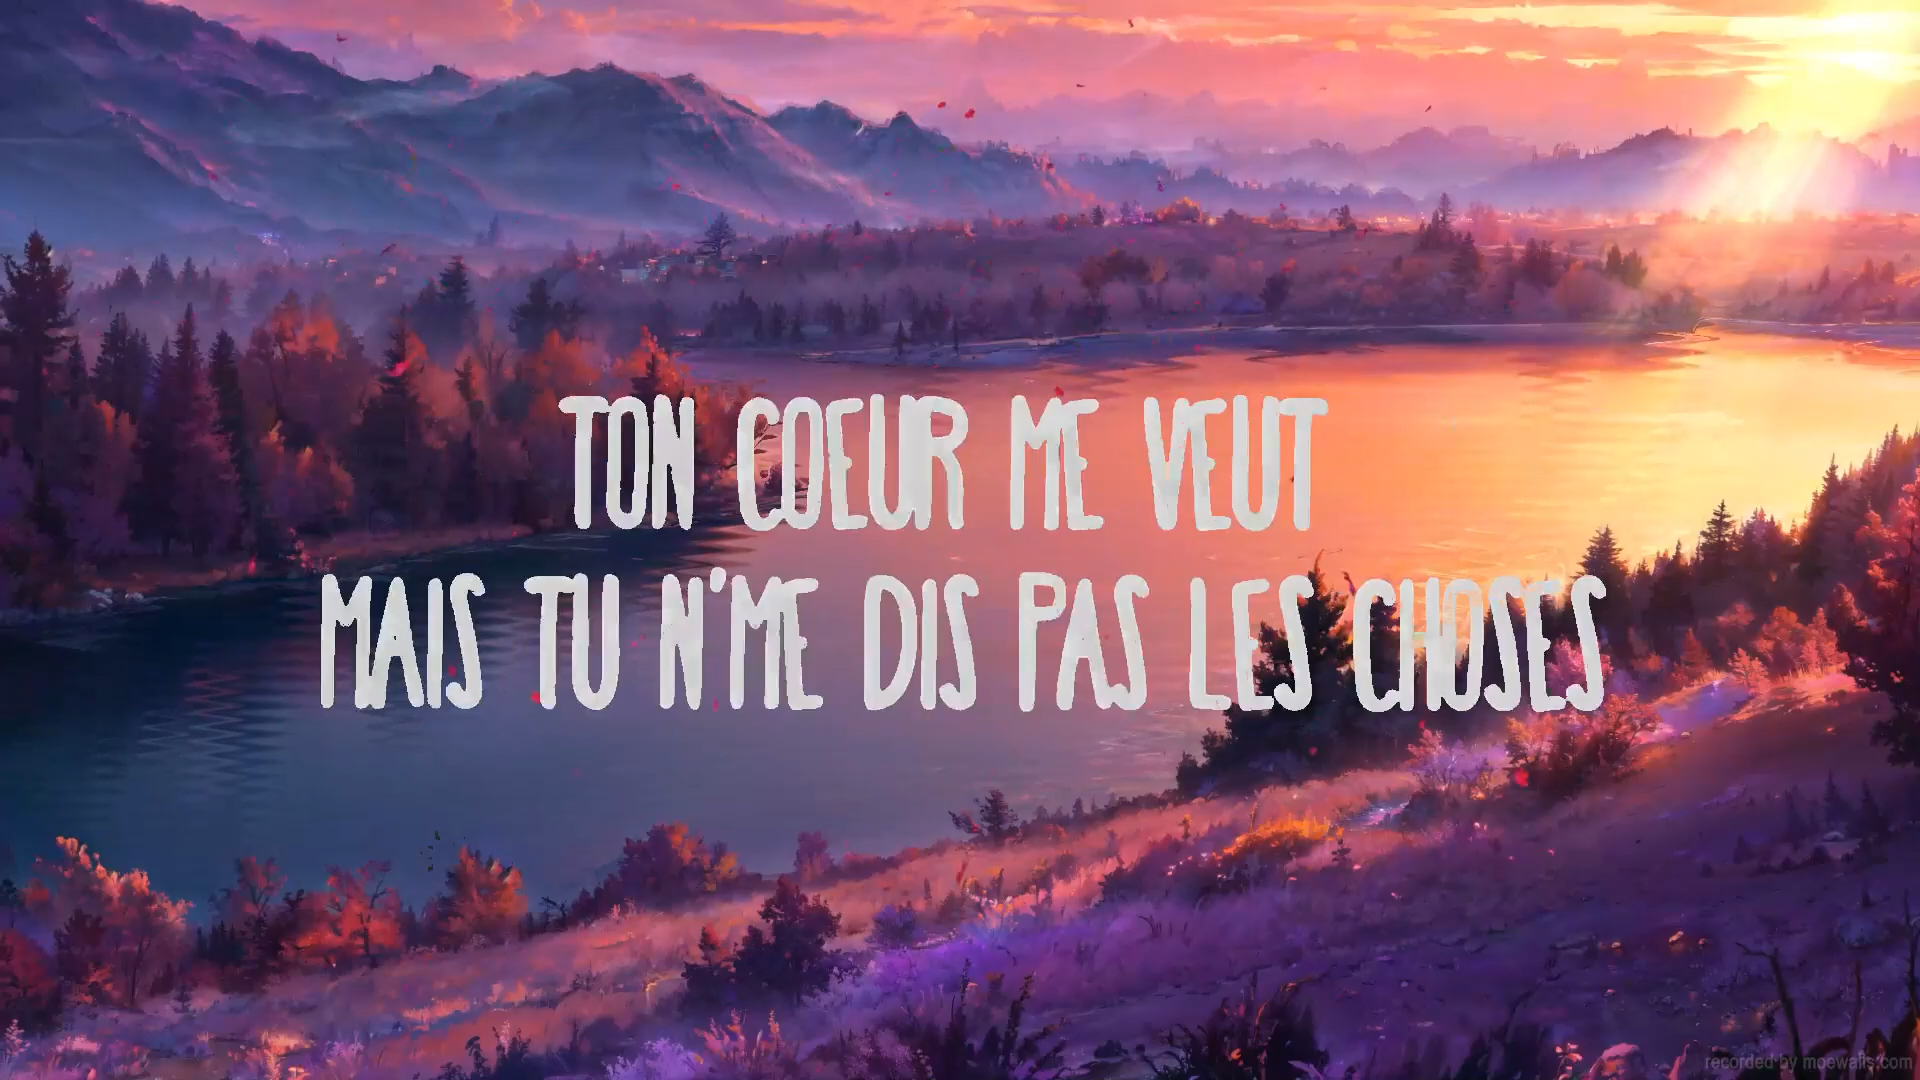 TON COEUR ME VEUT
MAIS TU N'ME DIS PAS LES CHOSES
recorded by moewalls.com